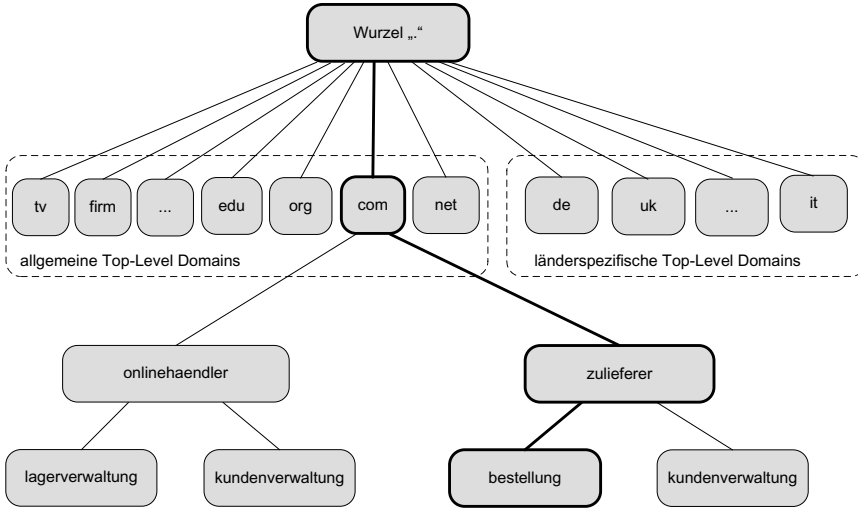 Wurzel „.“
tv
firm
...
edu
org
com
net
de
uk
...
it
allgemeine Top-Level Domains
länderspezifische Top-Level Domains
onlinehaendler
zulieferer
lagerverwaltung
kundenverwaltung
bestellung
kundenverwaltung